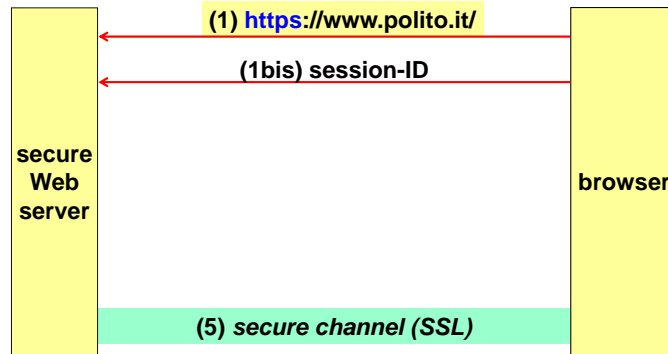 (1) https://www.polito.it/
(1bis) session-ID
secure
Web
server
browser
(5) secure channel (SSL)